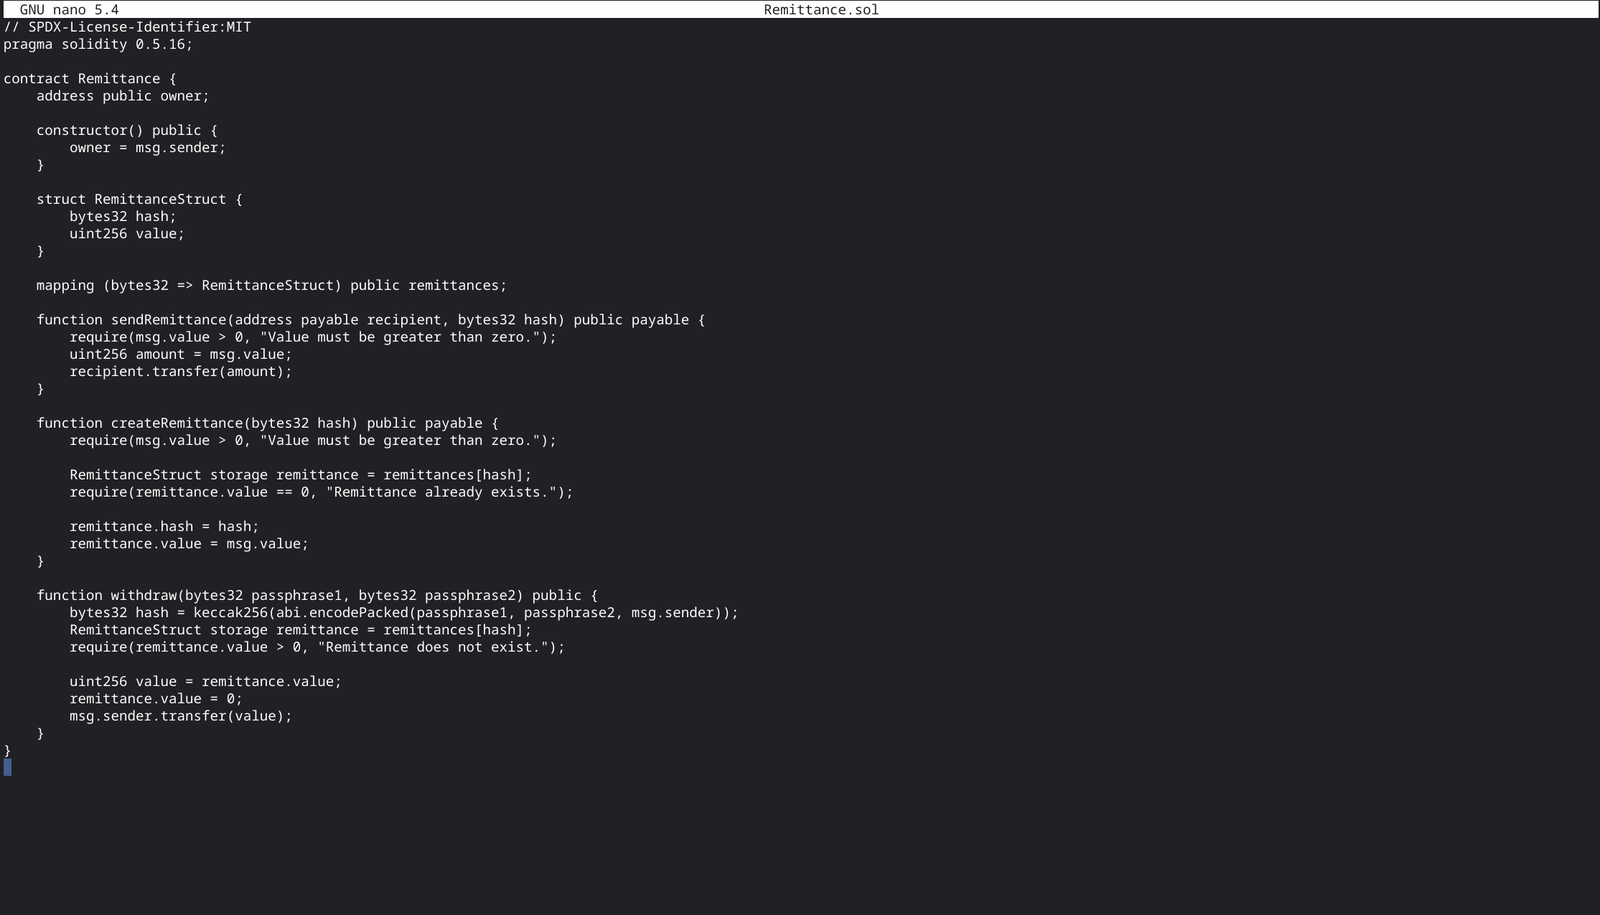 GNU nano 5.4 Remittance.sol
// SPDX-License-Identifier:MIT
pragma solidity 0.5.16;
contract Remittance {
    address public owner;
    constructor() public {
        owner = msg.sender;
    }
    struct RemittanceStruct {
        bytes32 hash;
        uint256 value;
    }
    mapping (bytes32 => RemittanceStruct) public remittances;
    function sendRemittance(address payable recipient, bytes32 hash) public payable {
        require(msg.value > 0, "Value must be greater than zero.");
        uint256 amount = msg.value;
        recipient.transfer(amount);
    }
    function createRemittance(bytes32 hash) public payable {
        require(msg.value > 0, "Value must be greater than zero.");
        RemittanceStruct storage remittance = remittances[hash];
        require(remittance.value == 0, "Remittance already exists.");
        remittance.hash = hash;
        remittance.value = msg.value;
    }
    function withdraw(bytes32 passphrase1, bytes32 passphrase2) public {
        bytes32 hash = keccak256(abi.encodePacked(passphrase1, passphrase2, msg.sender));
        RemittanceStruct storage remittance = remittances[hash];
        require(remittance.value > 0, "Remittance does not exist.");
        uint256 value = remittance.value;
        remittance.value = 0;
        msg.sender.transfer(value);
    }
}